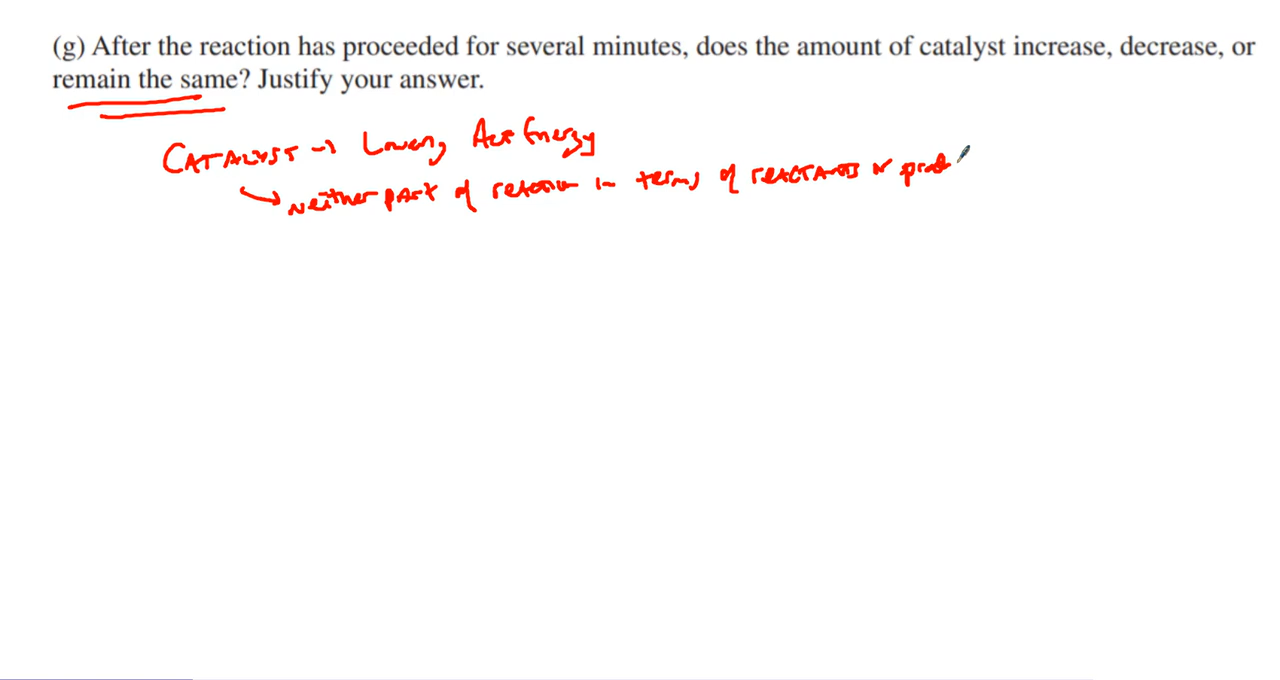 (g) After the reaction has proceeded for several minutes, does the amount of catalyst increase, decrease, or
remain the same? Justify your answer.
CATALYST → Lowers Act Energy
↳ Neither part of reaction in terms of reactants or prod